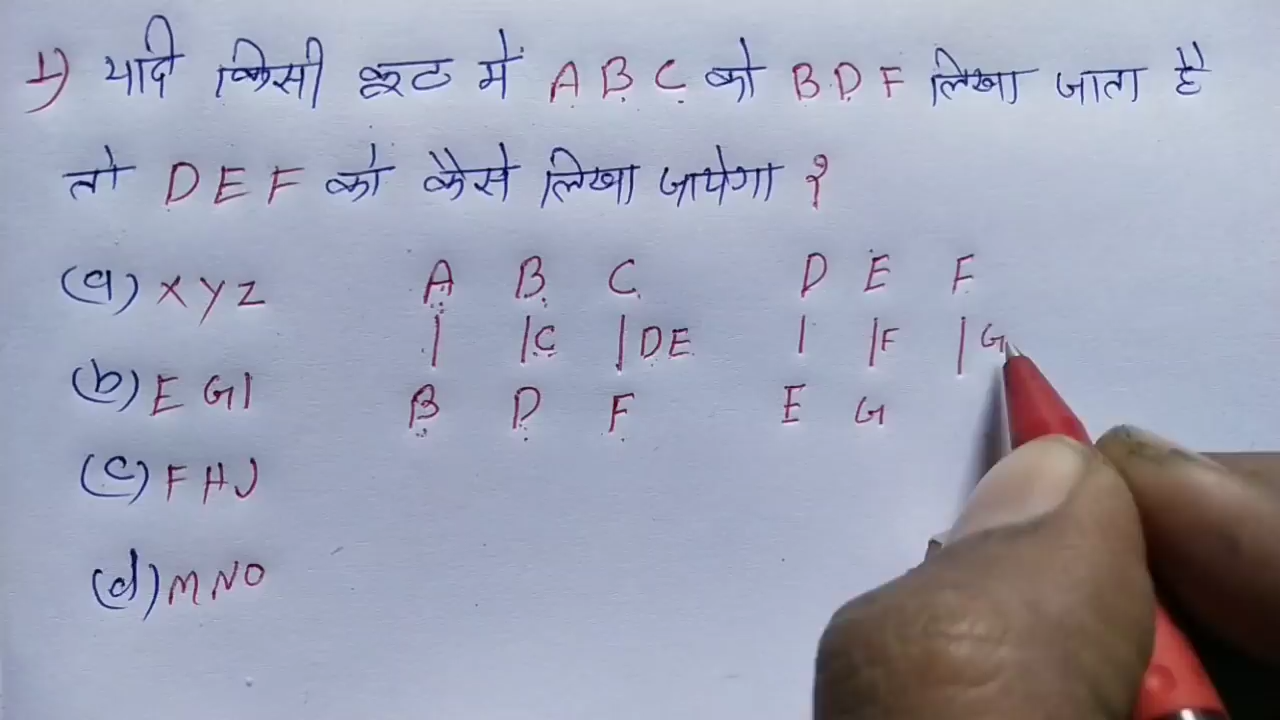 1) यदि किसी कूट में A B C को B D F लिखा जाता है
तो D E F को कैसे लिखा जायेगा ?
(a) X Y Z
(b) E G I
(c) F H J
(d) M N O
A B C D E F
| |C |DE | |F |G
B D F E G